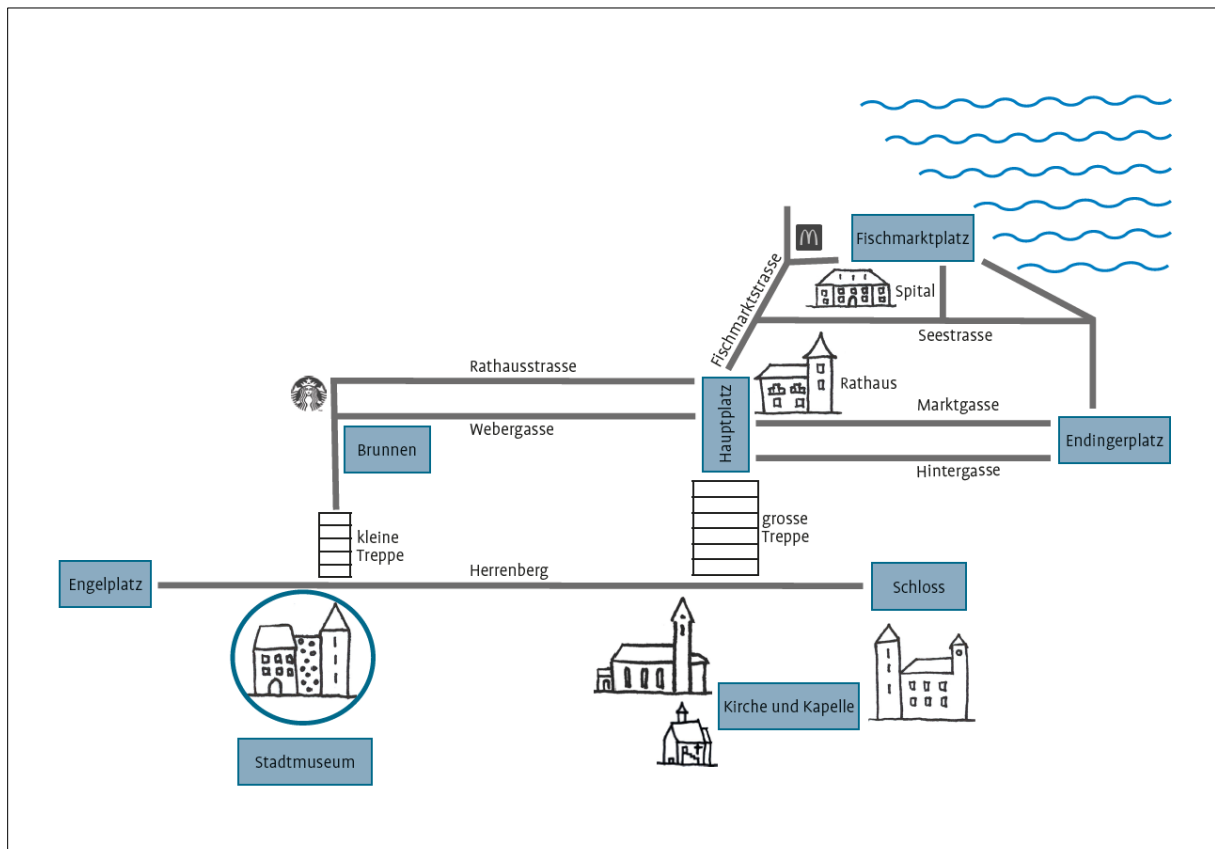 Fischmarktplatz
Spital
Fischmarktstrasse
Seestrasse
Rathausstrasse
Rathaus
Hauptplatz
Marktgasse
Webergasse
Brunnen
Endingerplatz
Hintergasse
kleine
Treppe
grosse
Treppe
Engelplatz
Herrenberg
Schloss
Kirche und Kapelle
Stadtmuseum